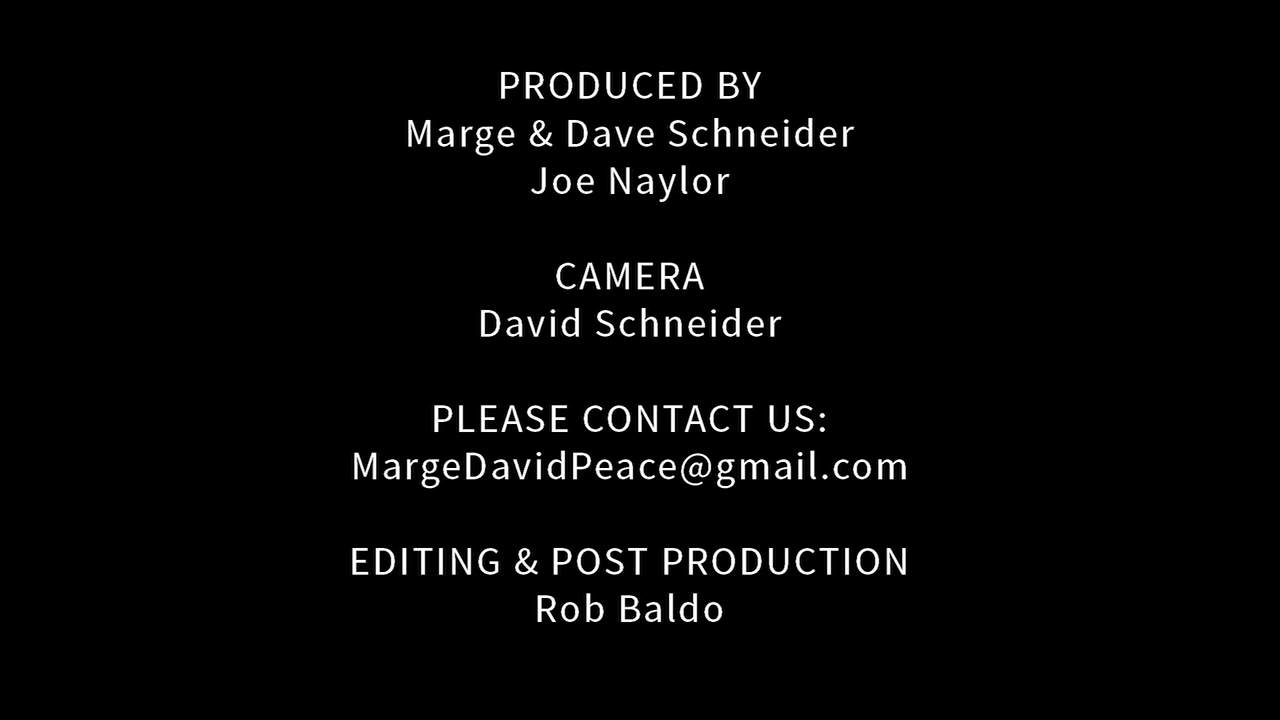 PRODUCED BY
Marge & Dave Schneider
Joe Naylor
CAMERA
David Schneider
PLEASE CONTACT US:
MargeDavidPeace@gmail.com
EDITING & POST PRODUCTION
Rob Baldo